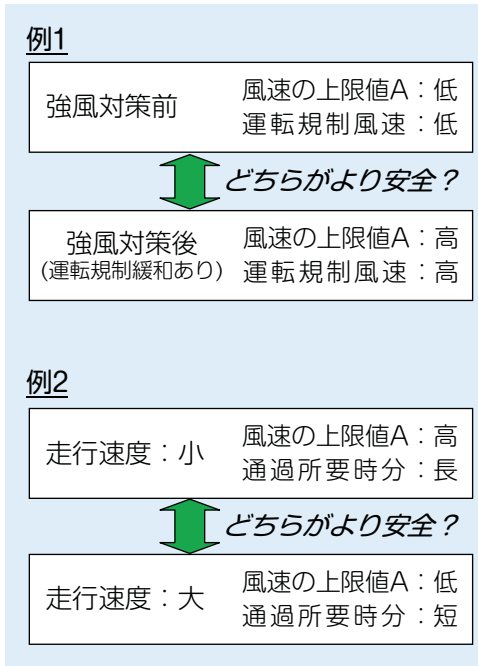 例1
強風対策前
風速の上限値A：低
運転規制風速：低
どちらがより安全？
強風対策後
(運転規制緩和あり)
風速の上限値A：高
運転規制風速：高
例2
走行速度：小
風速の上限値A：高
通過所要時分：長
どちらがより安全？
走行速度：大
風速の上限値A：低
通過所要時分：短